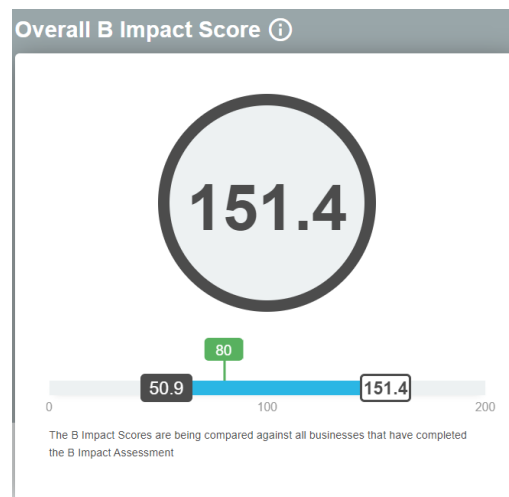 Overall B Impact Score
151.4
80
50.9
151.4
0
100
200
The B Impact Scores are being compared against all businesses that have completed
the B Impact Assessment